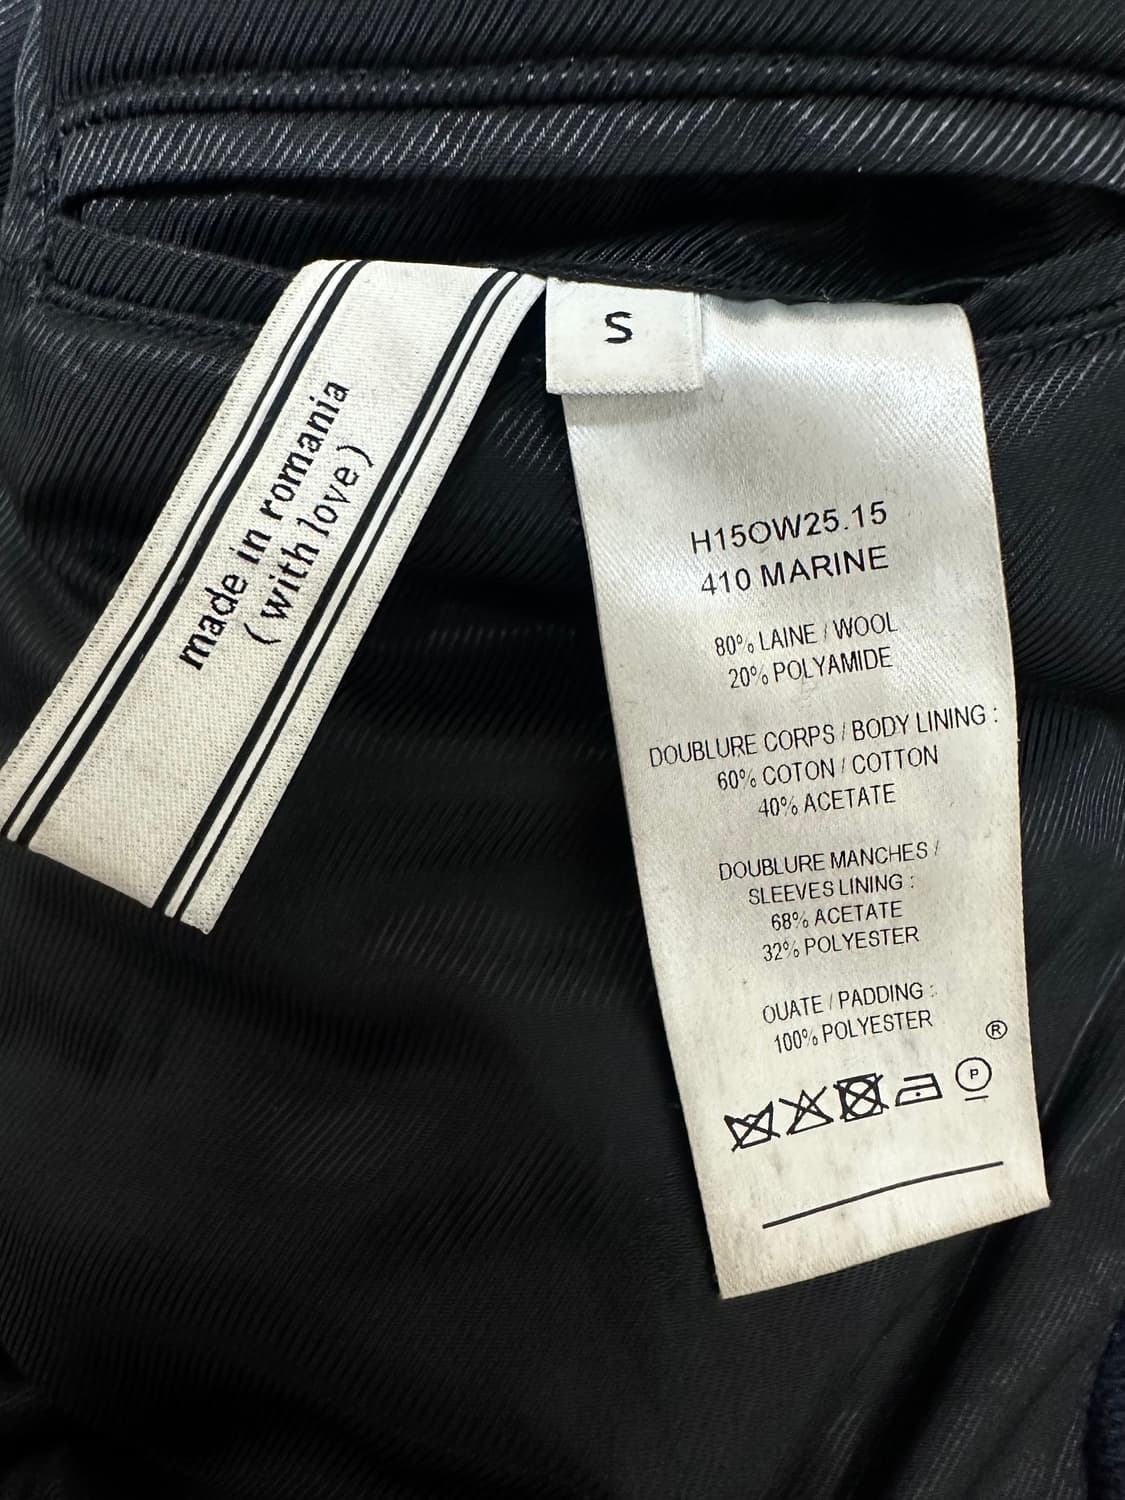 made in romania
( with love )
S
H15OW25.15
410 MARINE
80% LAINE / WOOL
20% POLYAMIDE
DOUBLURE CORPS / BODY LINING :
60% COTON / COTTON
40% ACETATE
DOUBLURE MANCHES /
SLEEVES LINING :
68% ACETATE
32% POLYESTER
OUATE / PADDING :
100% POLYESTER
®
P